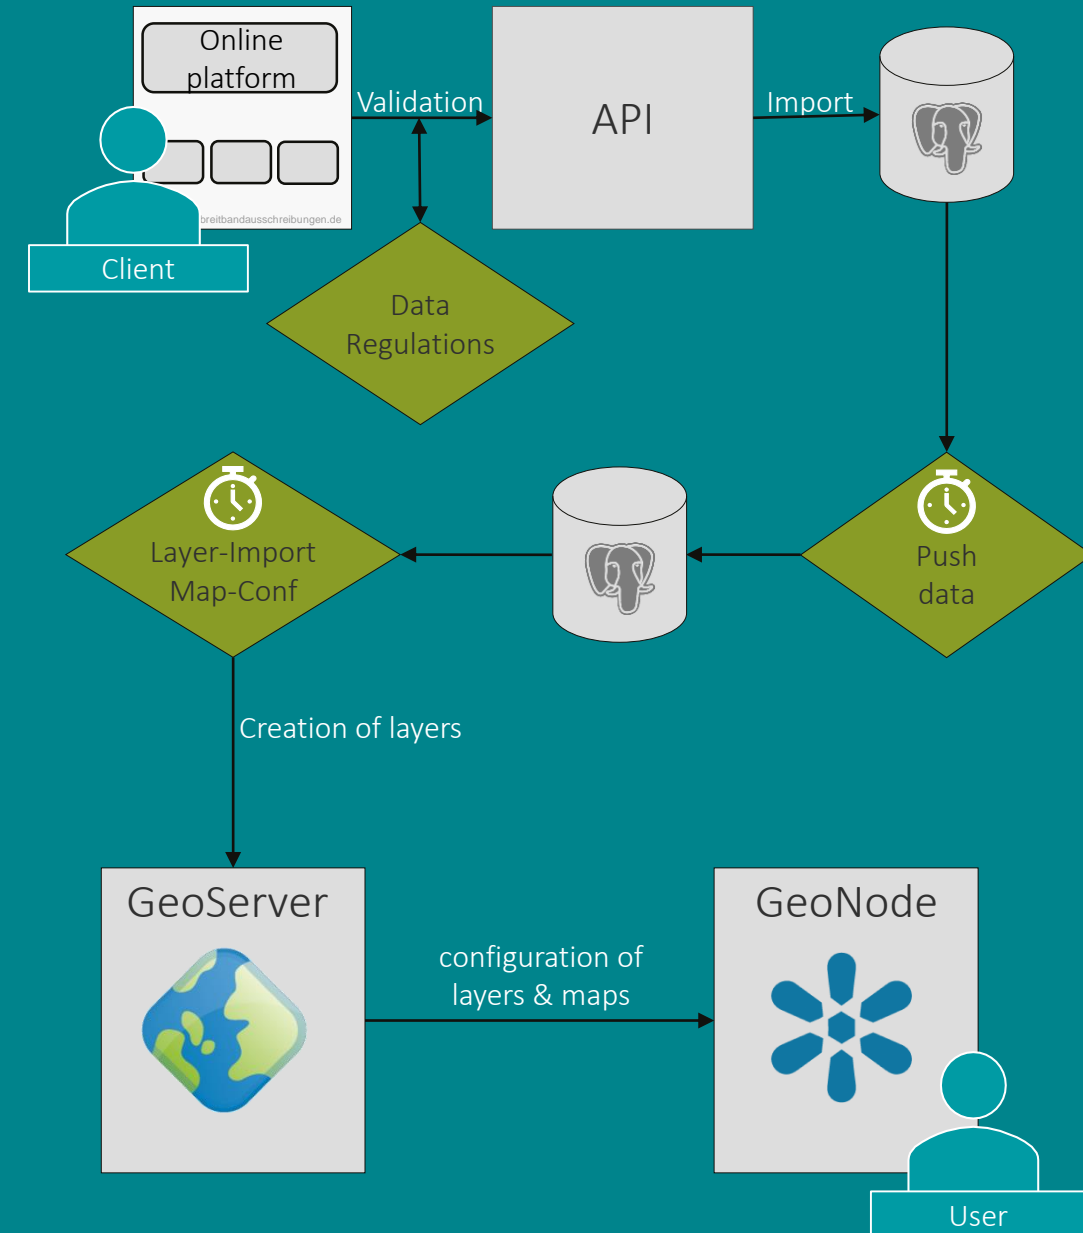 Online
platform
Validation
API
Import
breitbandausschreibungen.de
Client
Data
Regulations
Layer-Import
Map-Conf
Push
data
Creation of layers
GeoServer
GeoNode
configuration of
layers & maps
User